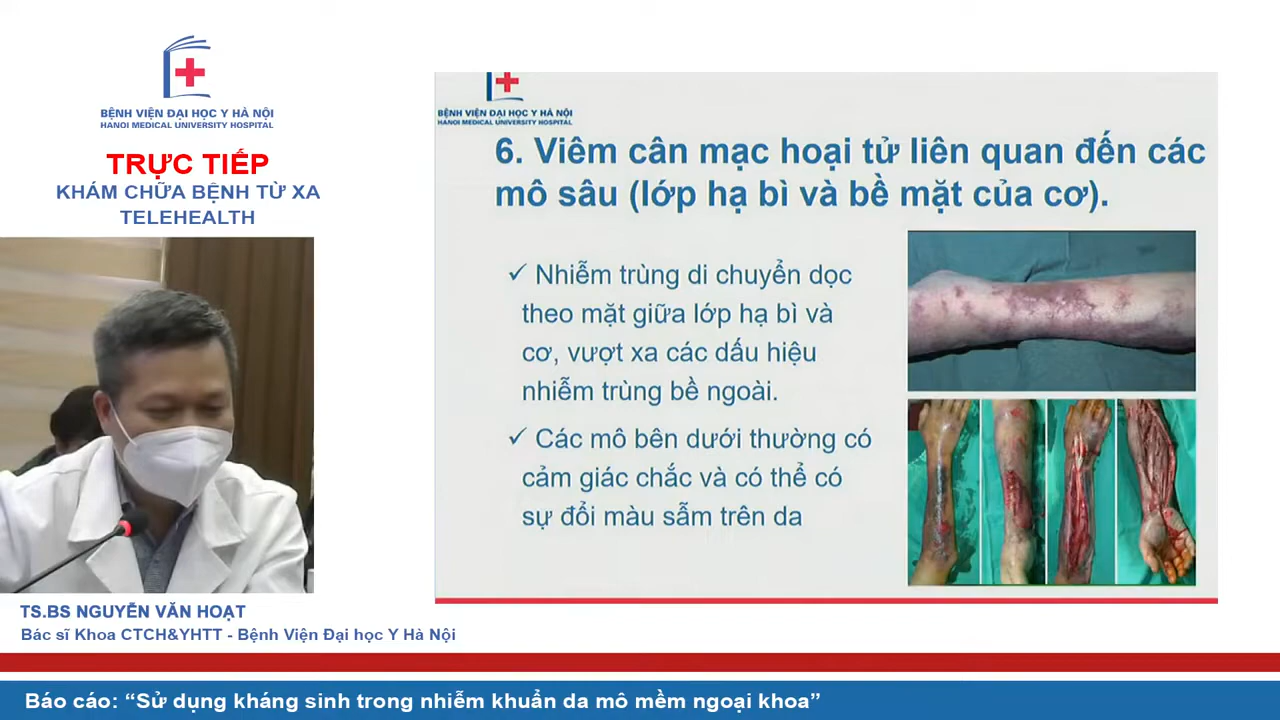 BỆNH VIỆN ĐẠI HỌC Y HÀ NỘI
HANOI MEDICAL UNIVERSITY HOSPITAL
TRỰC TIẾP
KHÁM CHỮA BỆNH TỪ XA
TELEHEALTH
BỆNH VIỆN ĐẠI HỌC Y HÀ NỘI
HANOI MEDICAL UNIVERSITY HOSPITAL
6. Viêm cân mạc hoại tử liên quan đến các
mô sâu (lớp hạ bì và bề mặt của cơ).
✓ Nhiễm trùng di chuyển dọc
theo mặt giữa lớp hạ bì và
cơ, vượt xa các dấu hiệu
nhiễm trùng bề ngoài.
✓ Các mô bên dưới thường có
cảm giác chắc và có thể có
sự đổi màu sẫm trên da
TS.BS NGUYỄN VĂN HOẠT
Bác sĩ Khoa CTCH&YHTT - Bệnh Viện Đại học Y Hà Nội
Báo cáo: “Sử dụng kháng sinh trong nhiễm khuẩn da mô mềm ngoại khoa”